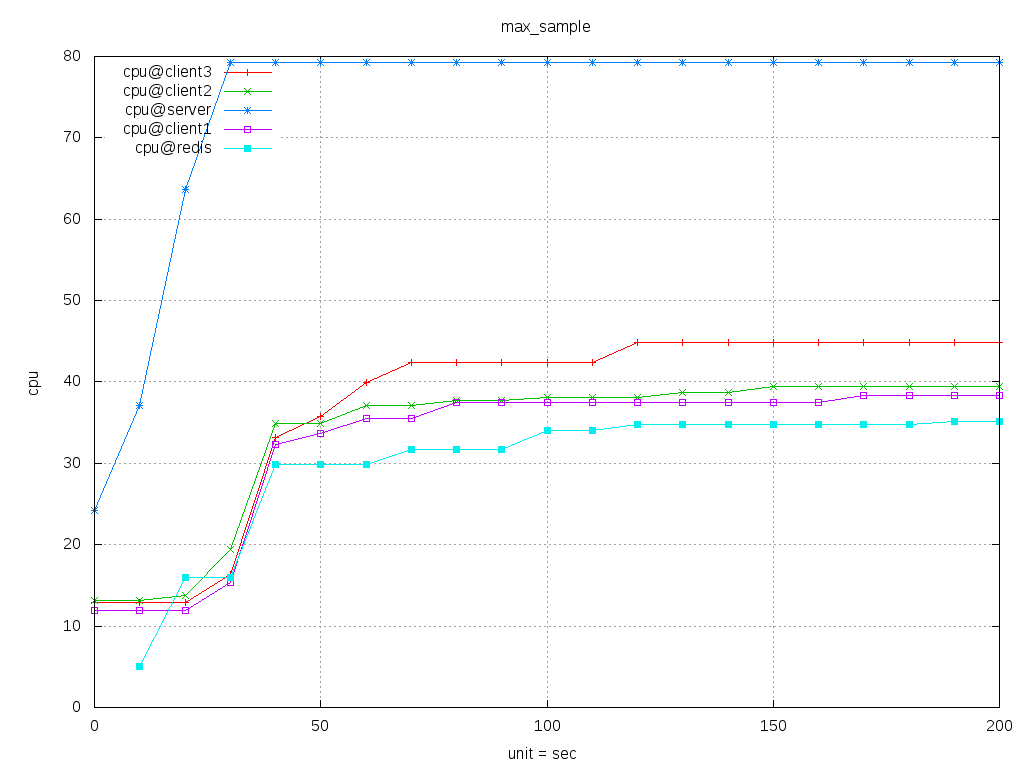 max_sample
80
70
60
50
40
30
20
10
0
cpu
cpu@client3
cpu@client2
cpu@server
cpu@client1
cpu@redis
0 50 100 150 200
unit = sec